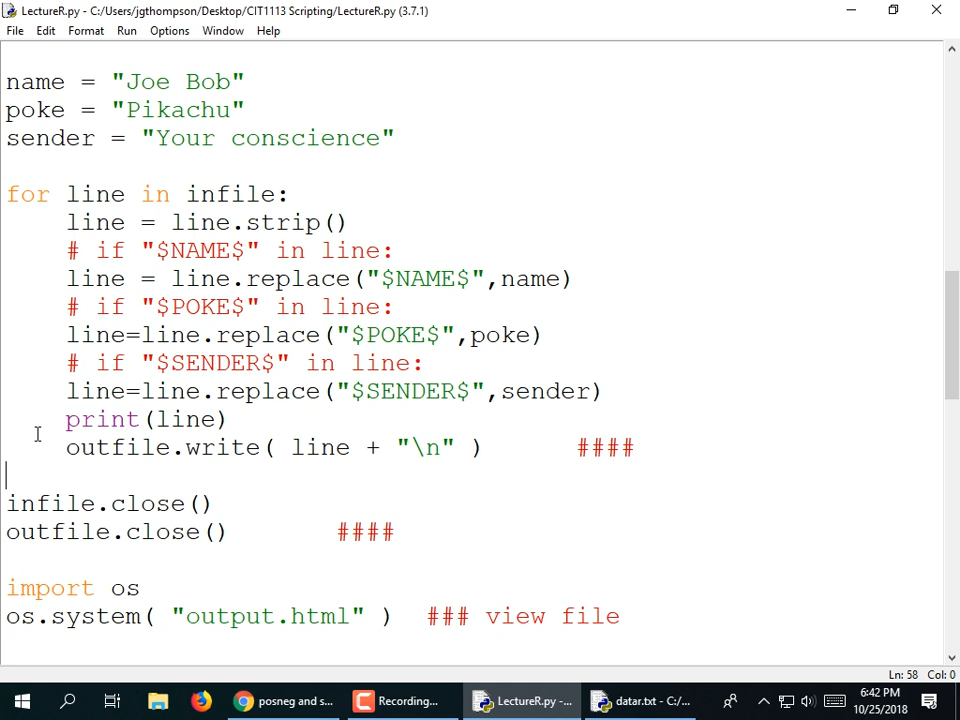 LectureR.py - C:/Users/jgthompson/Desktop/CIT1113 Scripting/LectureR.py (3.7.1)
File Edit Format Run Options Window Help
name = "Joe Bob"
poke = "Pikachu"
sender = "Your conscience"
for line in infile:
    line = line.strip()
    # if "$NAME$" in line:
    line = line.replace("$NAME$",name)
    # if "$POKE$" in line:
    line=line.replace("$POKE$",poke)
    # if "$SENDER$" in line:
    line=line.replace("$SENDER$",sender)
    print(line)
    outfile.write( line + "\n" )      ####
infile.close()
outfile.close()       ####
import os
os.system( "output.html" )  ### view file
Ln: 58 Col: 0
posneg and s... Recording... LectureR.py -... datar.txt - C:/...
6:42 PM
10/25/2018